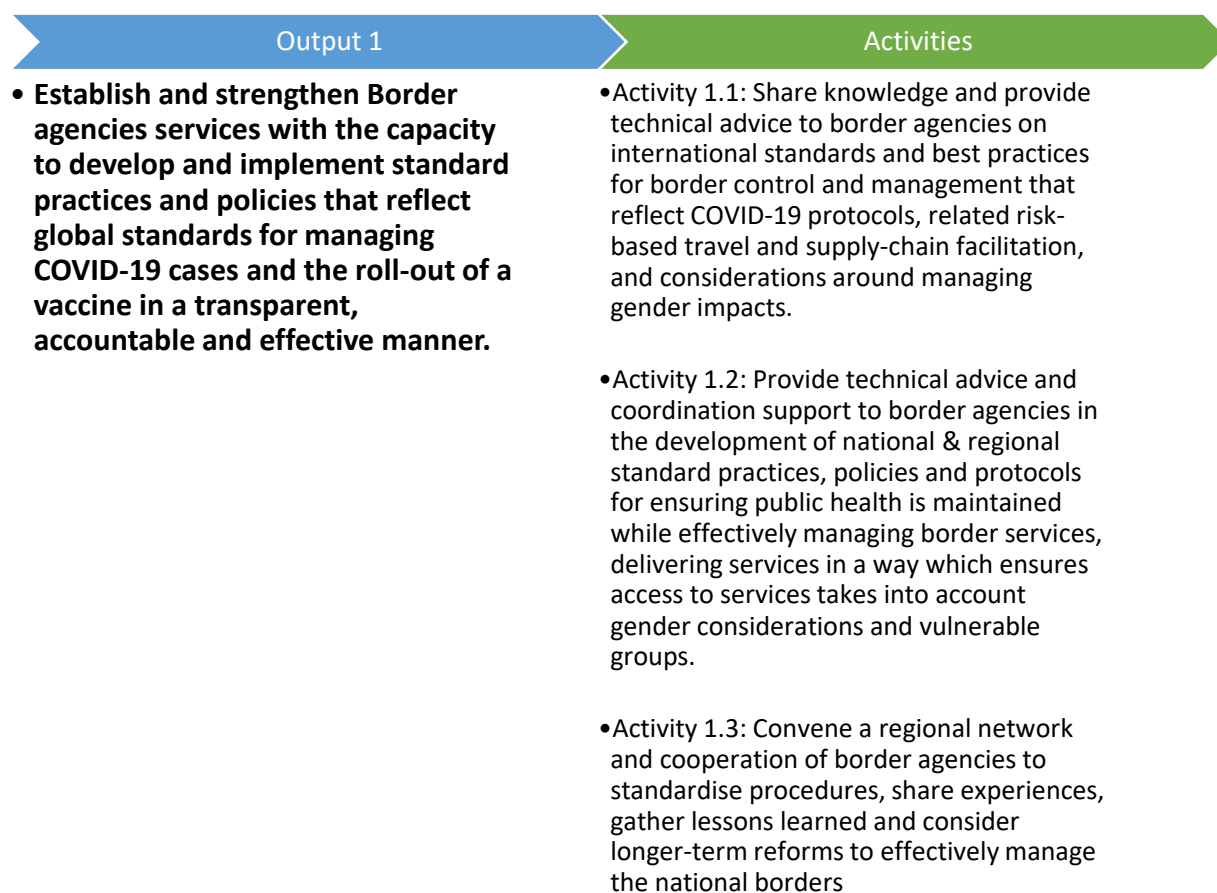 Output 1
Activities
• Establish and strengthen Border
agencies services with the capacity
to develop and implement standard
practices and policies that reflect
global standards for managing
COVID-19 cases and the roll-out of a
vaccine in a transparent,
accountable and effective manner.
•Activity 1.1: Share knowledge and provide
technical advice to border agencies on
international standards and best practices
for border control and management that
reflect COVID-19 protocols, related risk-
based travel and supply-chain facilitation,
and considerations around managing
gender impacts.
•Activity 1.2: Provide technical advice and
coordination support to border agencies in
the development of national & regional
standard practices, policies and protocols
for ensuring public health is maintained
while effectively managing border services,
delivering services in a way which ensures
access to services takes into account
gender considerations and vulnerable
groups.
•Activity 1.3: Convene a regional network
and cooperation of border agencies to
standardise procedures, share experiences,
gather lessons learned and consider
longer-term reforms to effectively manage
the national borders